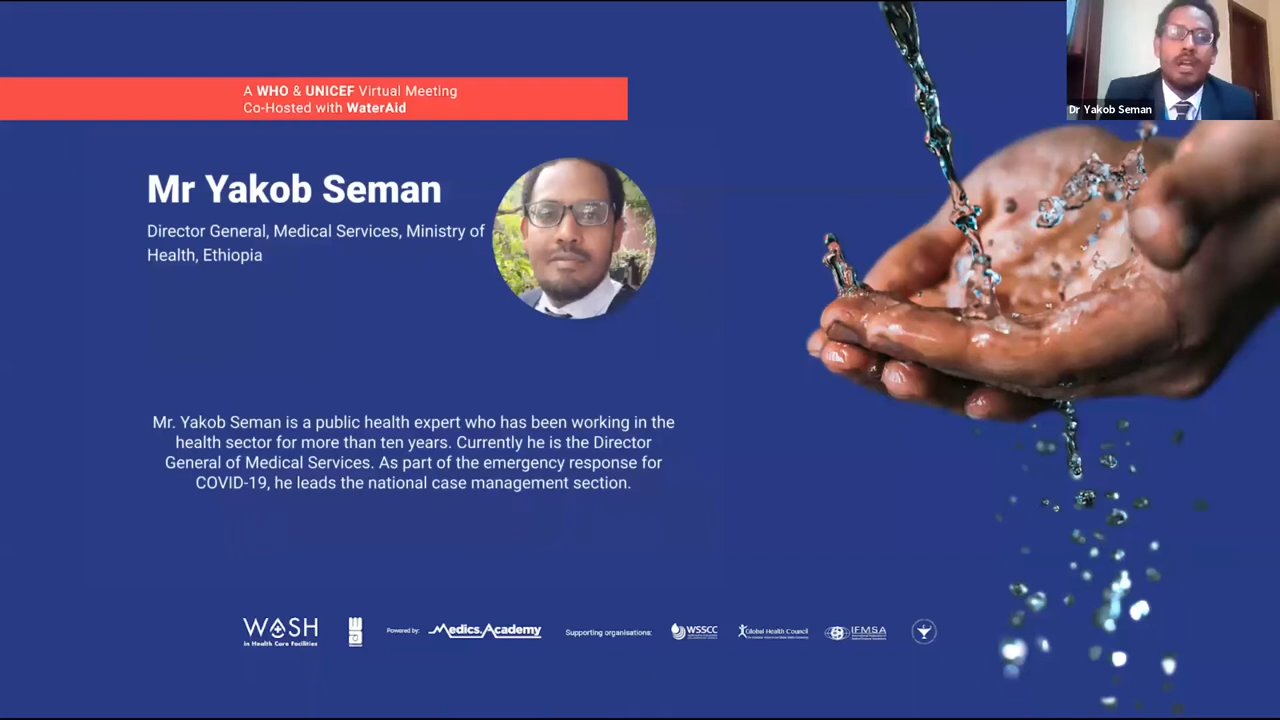 A WHO & UNICEF Virtual Meeting
Co-Hosted with WaterAid
Dr Yakob Seman
Mr Yakob Seman
Director General, Medical Services, Ministry of
Health, Ethiopia
Mr. Yakob Seman is a public health expert who has been working in the
health sector for more than ten years. Currently he is the Director
General of Medical Services. As part of the emergency response for
COVID-19, he leads the national case management section.
WASH
in Health Care Facilities
Powered by:
Medics.Academy
Supporting organisations:
WSSCC
Global Health Council
IFMSA